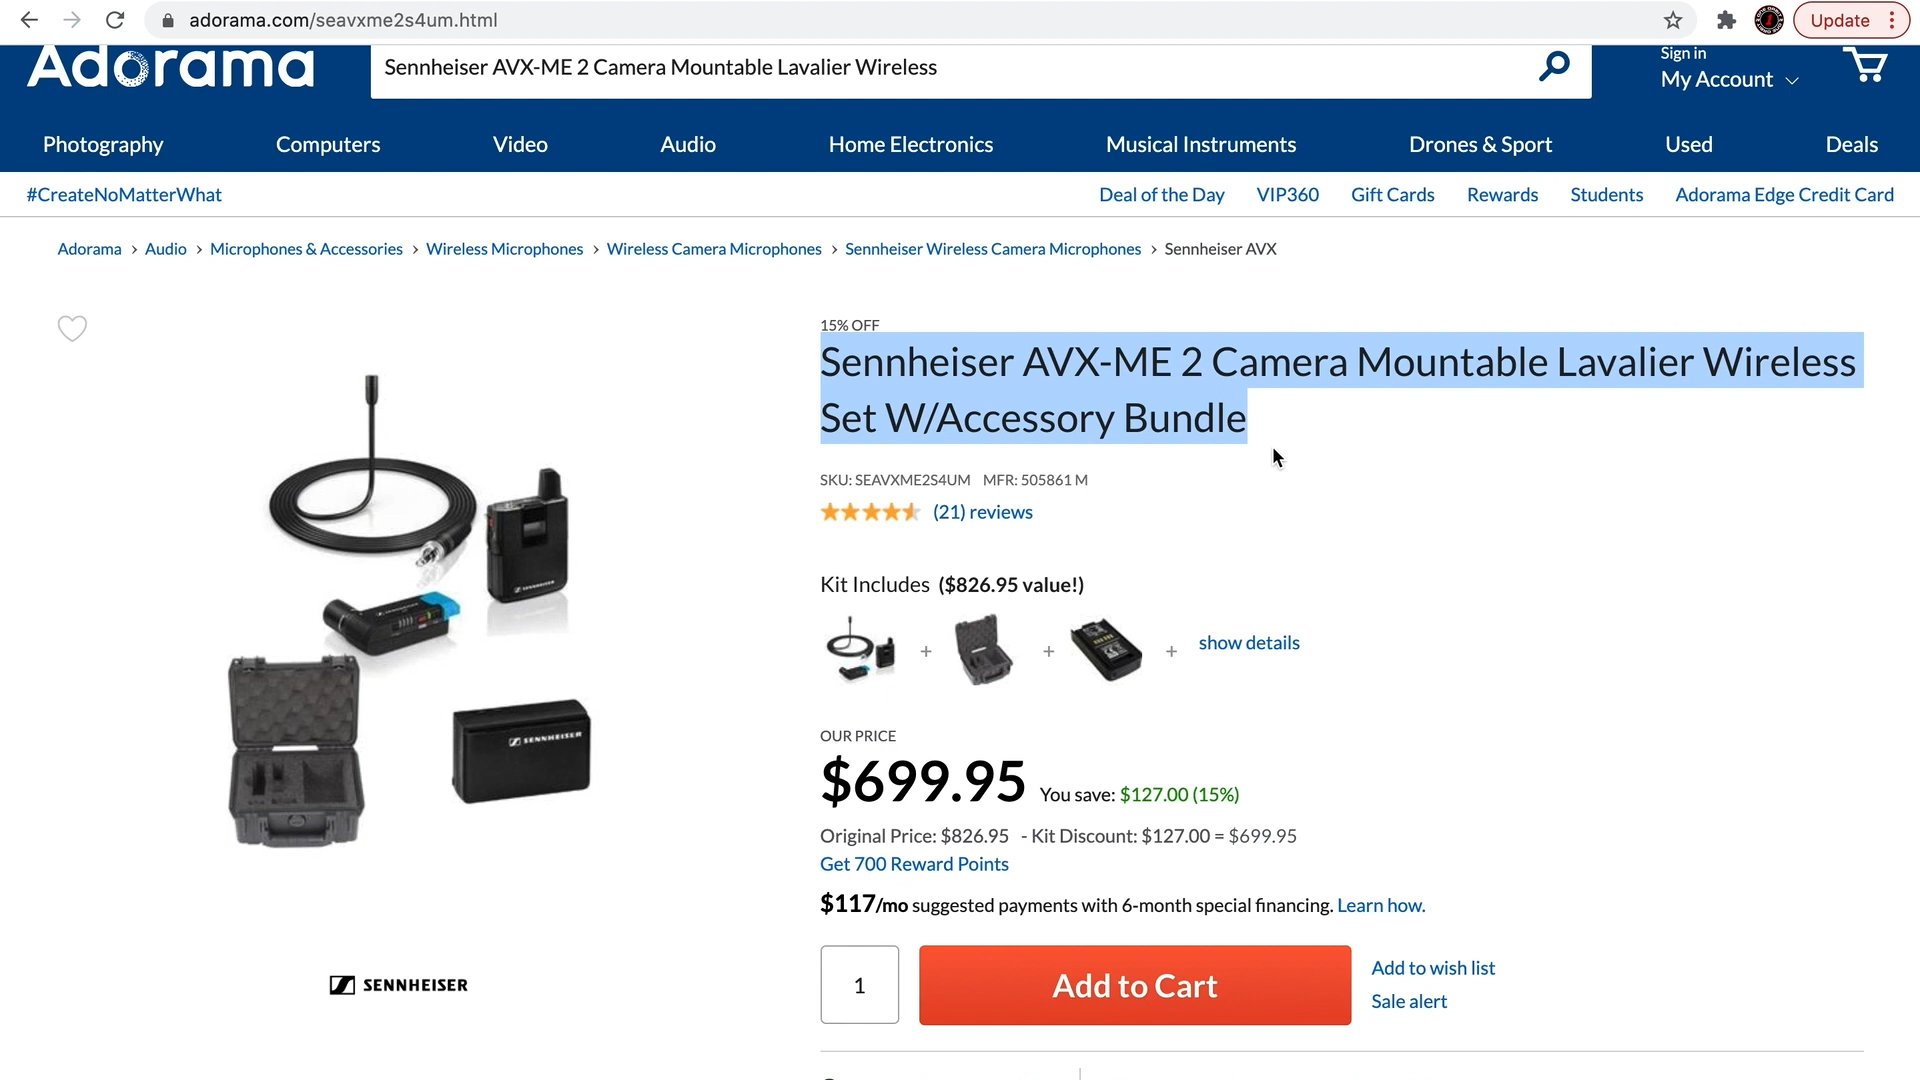 adorama.com/seavxme2s4um.html
Update
Adorama
Sennheiser AVX-ME 2 Camera Mountable Lavalier Wireless
Sign in
My Account
Photography
Computers
Video
Audio
Home Electronics
Musical Instruments
Drones & Sport
Used
Deals
#CreateNoMatterWhat
Deal of the Day
VIP360
Gift Cards
Rewards
Students
Adorama Edge Credit Card
Adorama › Audio › Microphones & Accessories › Wireless Microphones › Wireless Camera Microphones › Sennheiser Wireless Camera Microphones › Sennheiser AVX
15% OFF
Sennheiser AVX-ME 2 Camera Mountable Lavalier Wireless
Set W/Accessory Bundle
SKU: SEAVXME2S4UM MFR: 505861 M
(21) reviews
Kit Includes ($826.95 value!)
+ + + show details
SENNHEISER
SENNHEISER
OUR PRICE
$699.95 You save: $127.00 (15%)
Original Price: $826.95 - Kit Discount: $127.00 = $699.95
Get 700 Reward Points
$117/mo suggested payments with 6-month special financing. Learn how.
1
Add to Cart
Add to wish list
Sale alert
SENNHEISER